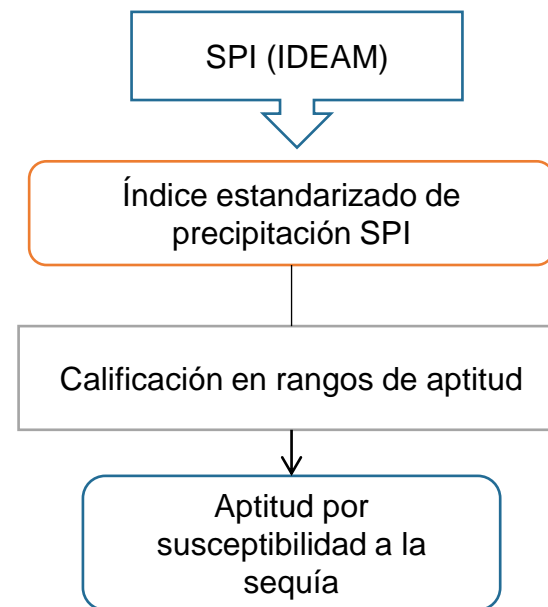 SPI (IDEAM)
Índice estandarizado de
precipitación SPI
Calificación en rangos de aptitud
Aptitud por
susceptibilidad a la
sequía